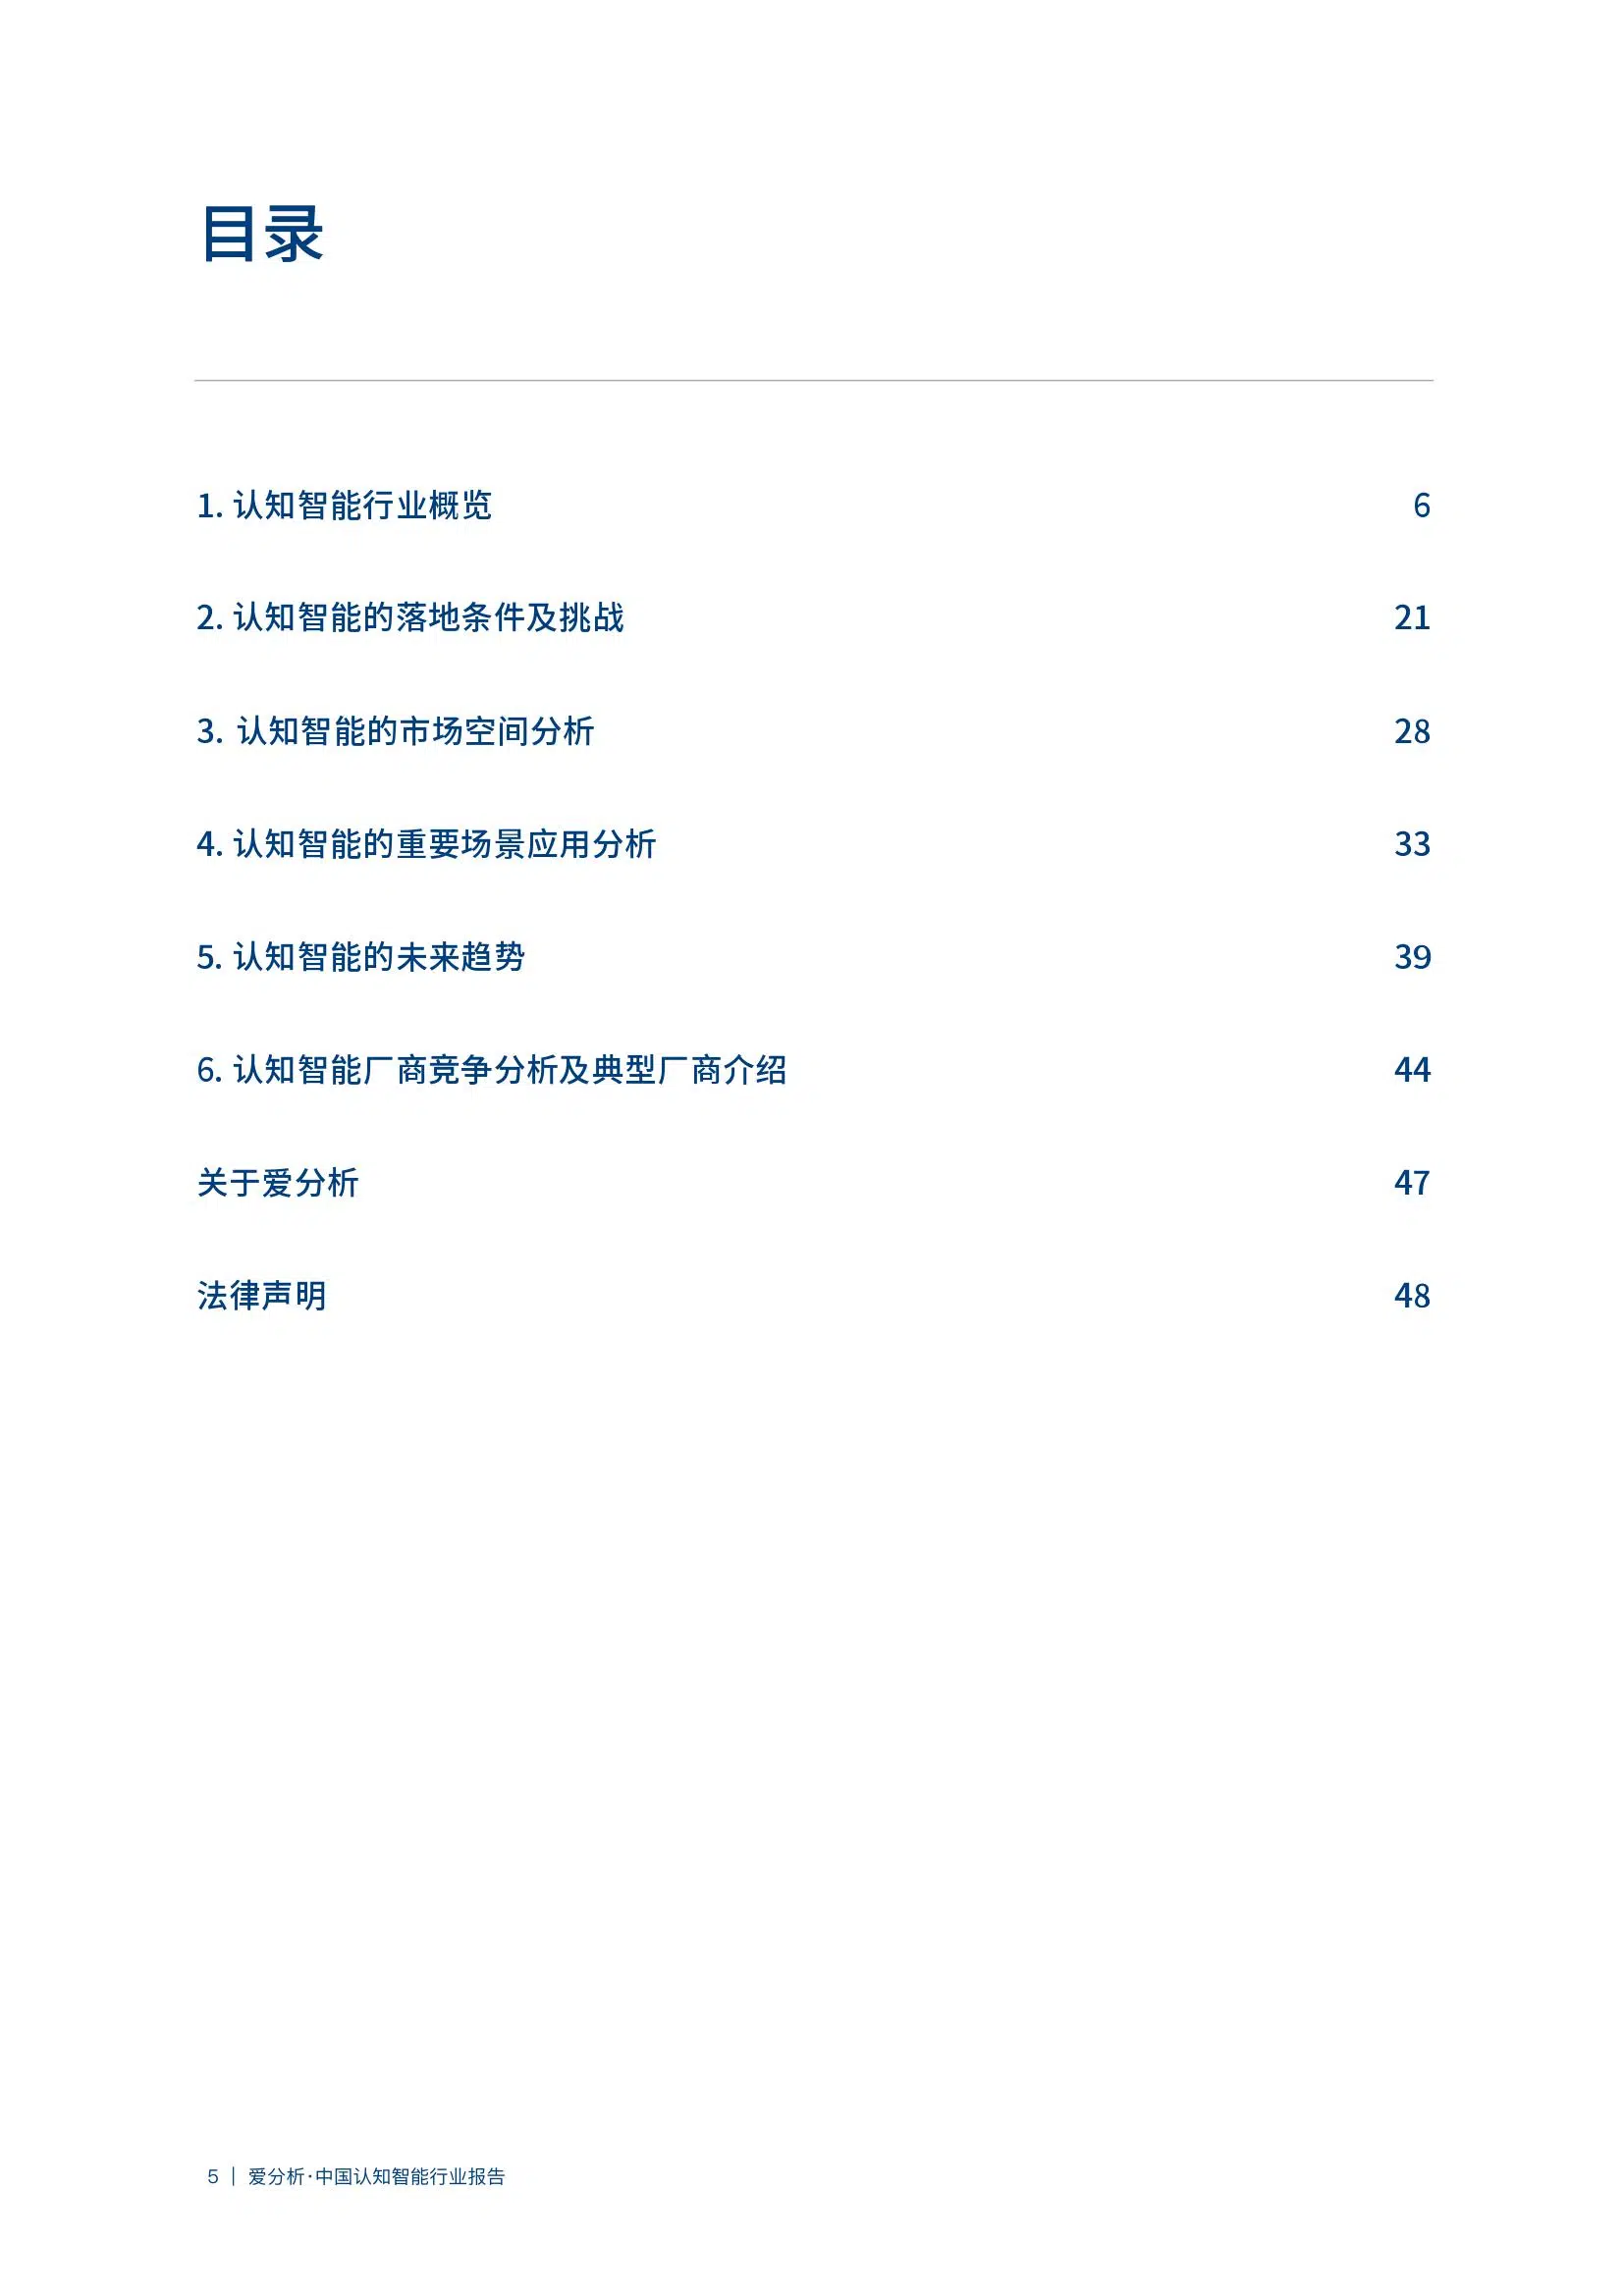 目录
1. 认知智能行业概览 6
2. 认知智能的落地条件及挑战 21
3. 认知智能的市场空间分析 28
4. 认知智能的重要场景应用分析 33
5. 认知智能的未来趋势 39
6. 认知智能厂商竞争分析及典型厂商介绍 44
关于爱分析 47
法律声明 48
5 | 爱分析·中国认知智能行业报告